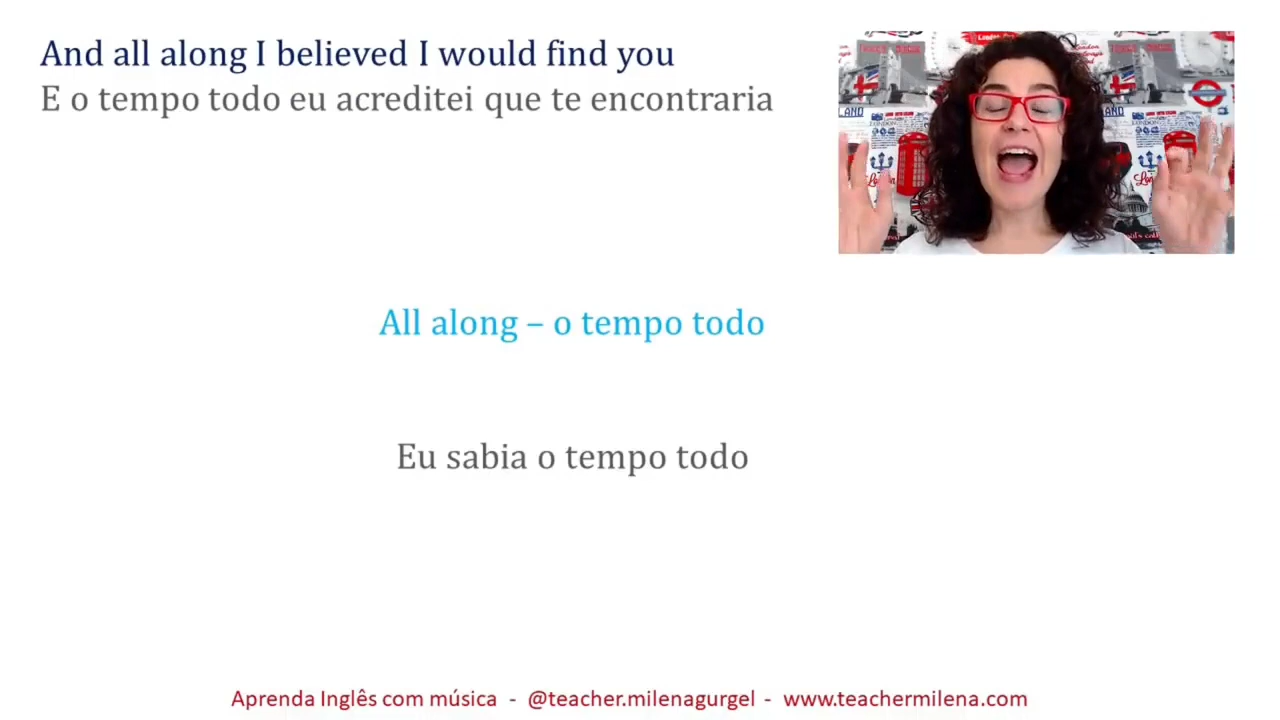 And all along I believed I would find you
E o tempo todo eu acreditei que te encontraria
All along – o tempo todo
Eu sabia o tempo todo
Aprenda Inglês com música - @teacher.milenagurgel - www.teachermilena.com